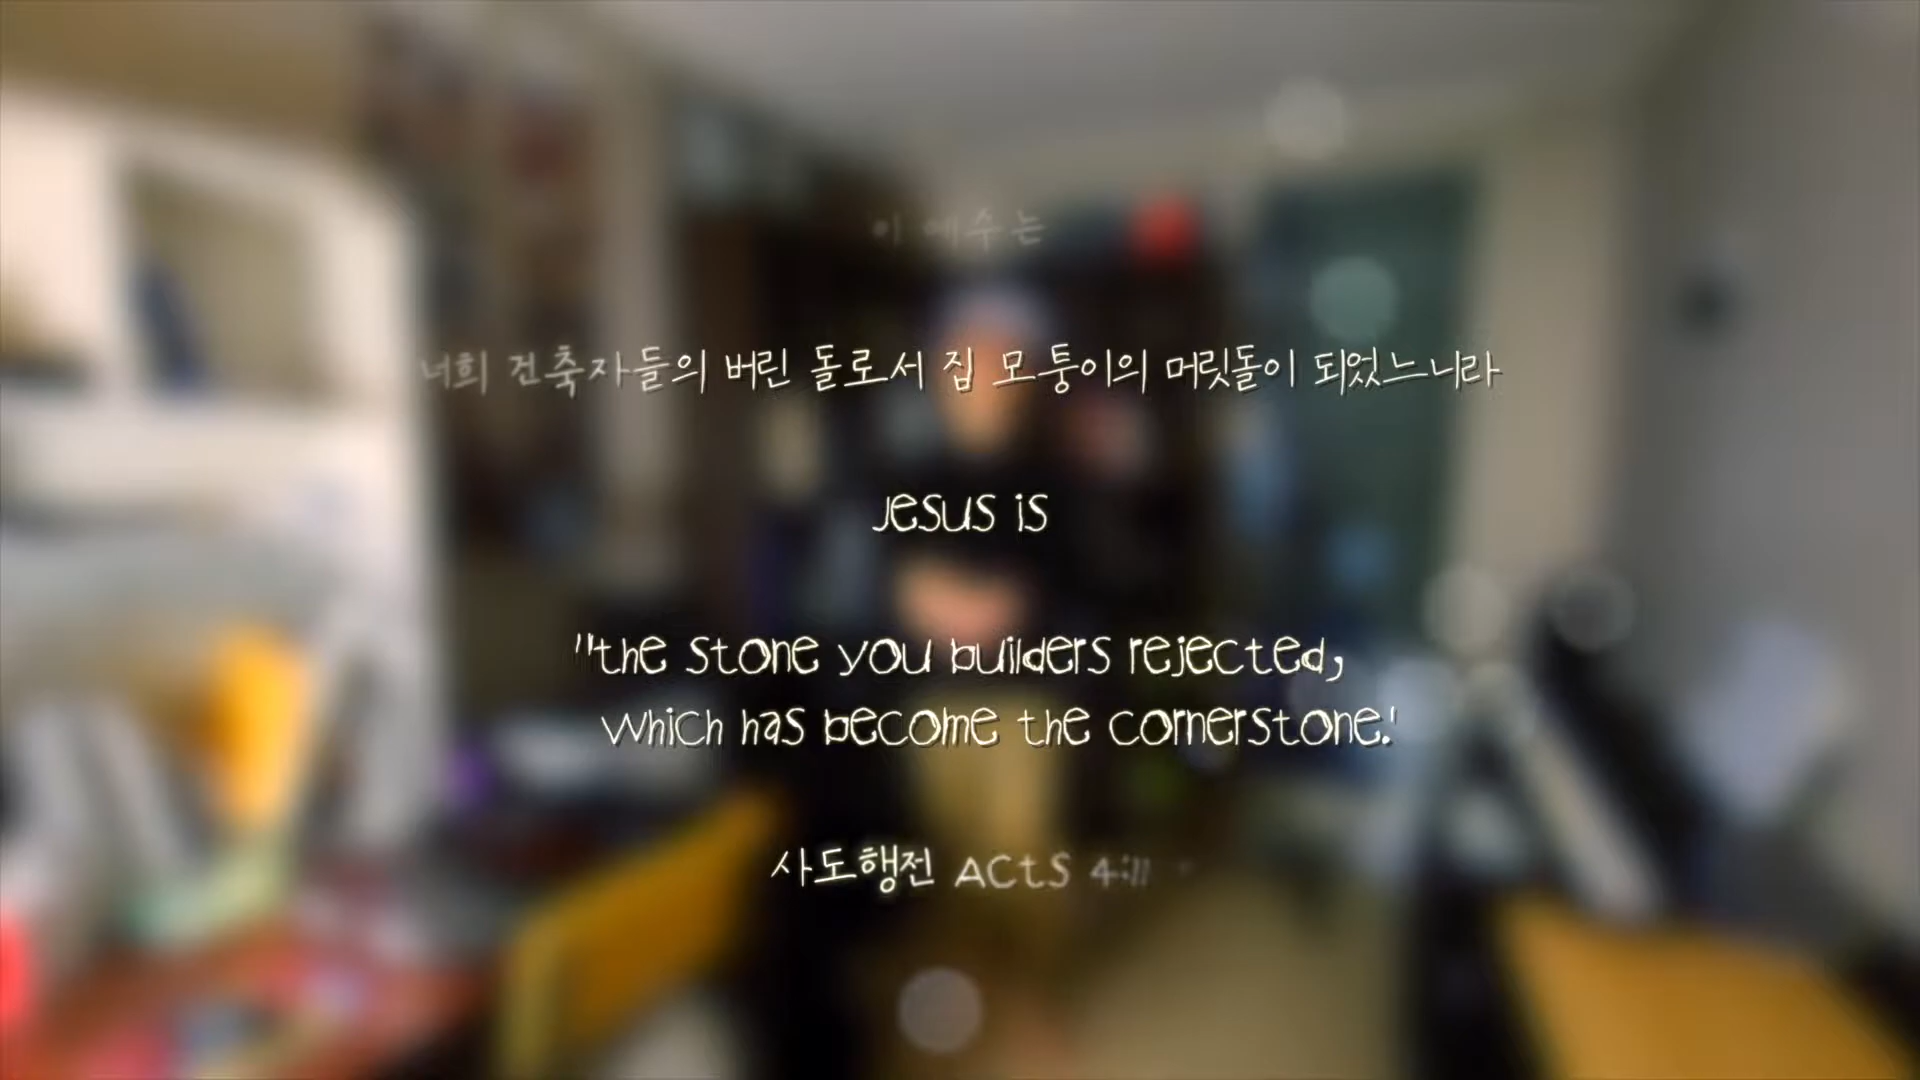 이 예수는
너희 건축자들의 버린 돌로서 집 모퉁이의 머릿돌이 되었느니라
Jesus is
"the stone you builders rejected,
which has become the cornerstone.'
사도행전 Acts 4:11